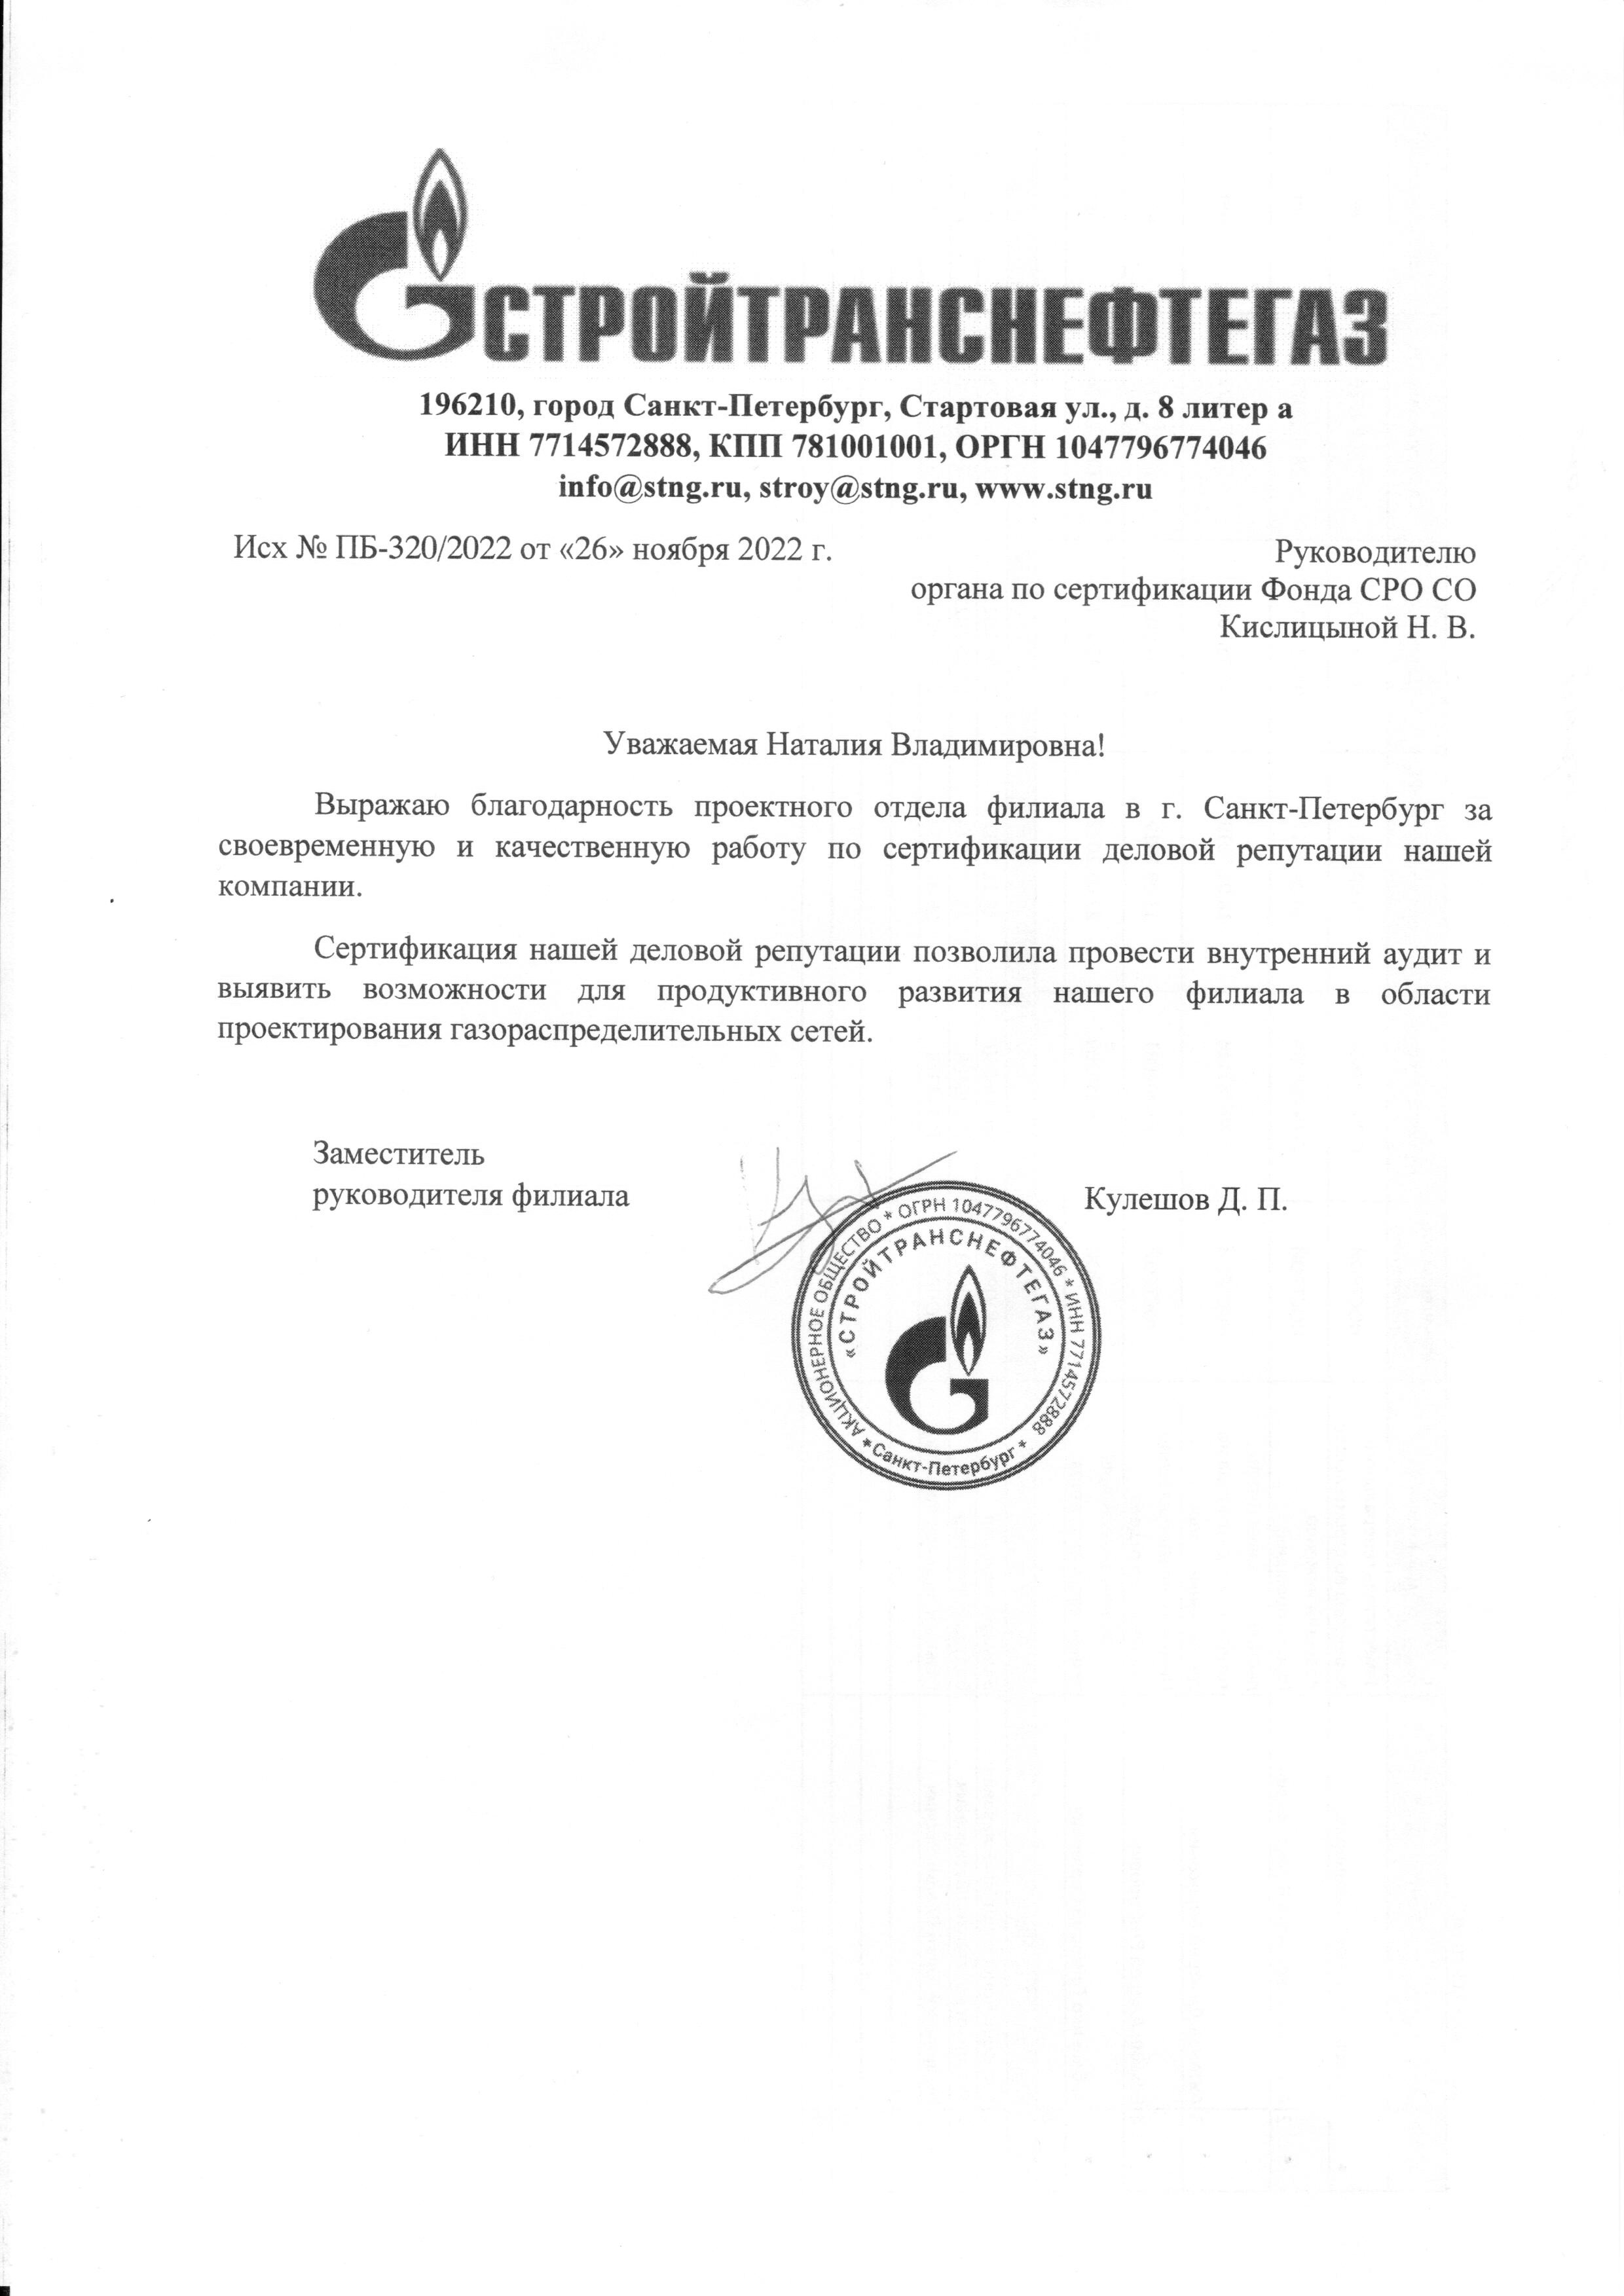 СТРОЙТРАНСНЕФТЕГАЗ
196210, город Санкт-Петербург, Стартовая ул., д. 8 литер а
ИНН 7714572888, КПП 781001001, ОРГН 1047796774046
info@stng.ru, stroy@stng.ru, www.stng.ru
Исх № ПБ-320/2022 от «26» ноября 2022 г.
Руководителю
органа по сертификации Фонда СРО СО
Кислицыной Н. В.
Уважаемая Наталия Владимировна!
Выражаю благодарность проектного отдела филиала в г. Санкт-Петербург за
своевременную и качественную работу по сертификации деловой репутации нашей
компании.
Сертификация нашей деловой репутации позволила провести внутренний аудит и
выявить возможности для продуктивного развития нашего филиала в области
проектирования газораспределительных сетей.
Заместитель
руководителя филиала
Кулешов Д. П.
* АКЦИОНЕРНОЕ ОБЩЕСТВО * ОГРН 1047796774046 * ИНН 7714572888
«СТРОЙТРАНСНЕФТЕГАЗ»
* Санкт-Петербург *